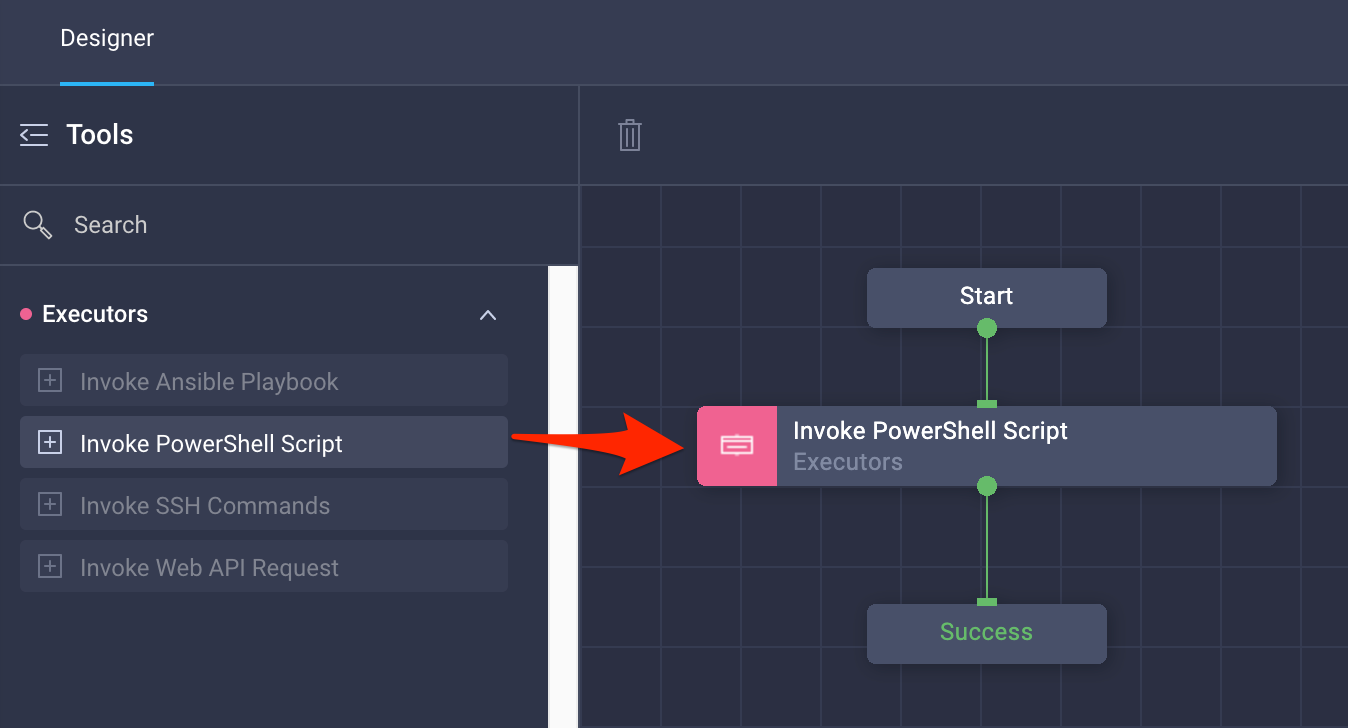 Designer
Tools
Search
Executors
Invoke Ansible Playbook
Invoke PowerShell Script
Invoke SSH Commands
Invoke Web API Request
Start
Invoke PowerShell Script
Executors
Success